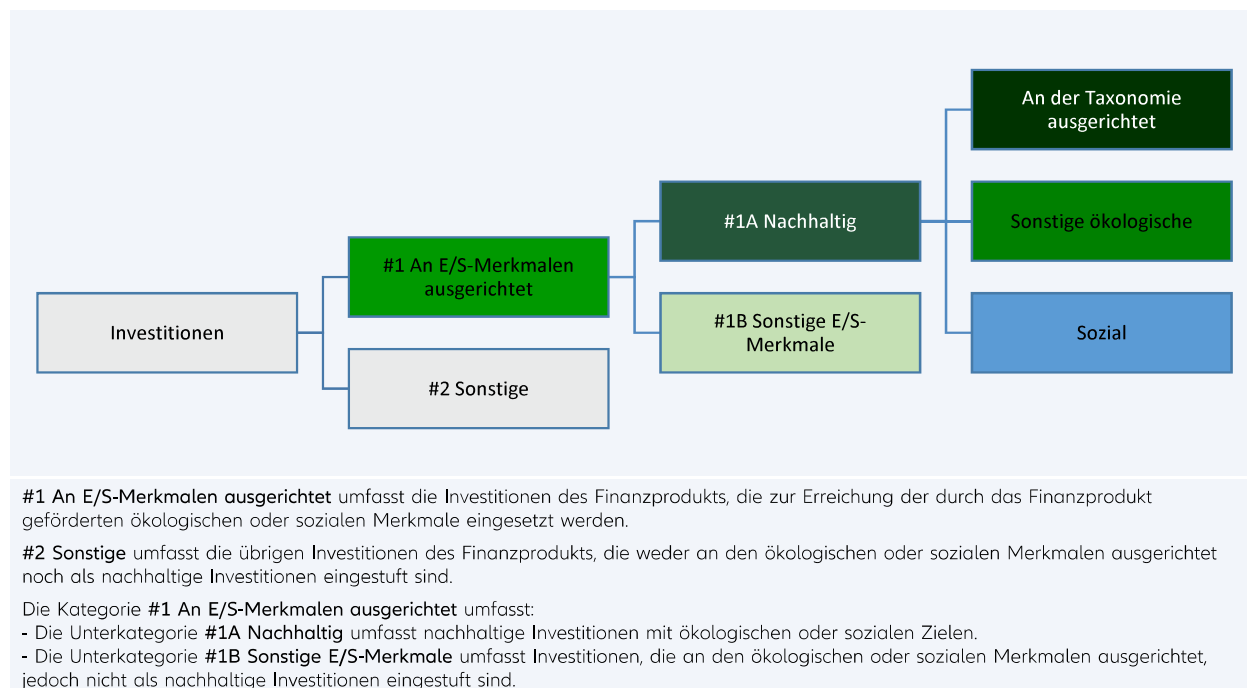 An der Taxonomie
ausgerichtet
#1A Nachhaltig
Sonstige ökologische
#1 An E/S-Merkmalen
ausgerichtet
Investitionen
#1B Sonstige E/S-
Merkmale
Sozial
#2 Sonstige
#1 An E/S-Merkmalen ausgerichtet umfasst die Investitionen des Finanzprodukts, die zur Erreichung der durch das Finanzprodukt
geförderten ökologischen oder sozialen Merkmale eingesetzt werden.
#2 Sonstige umfasst die übrigen Investitionen des Finanzprodukts, die weder an den ökologischen oder sozialen Merkmalen ausgerichtet
noch als nachhaltige Investitionen eingestuft sind.
Die Kategorie #1 An E/S-Merkmalen ausgerichtet umfasst:
- Die Unterkategorie #1A Nachhaltig umfasst nachhaltige Investitionen mit ökologischen oder sozialen Zielen.
- Die Unterkategorie #1B Sonstige E/S-Merkmale umfasst Investitionen, die an den ökologischen oder sozialen Merkmalen ausgerichtet,
jedoch nicht als nachhaltige Investitionen eingestuft sind.